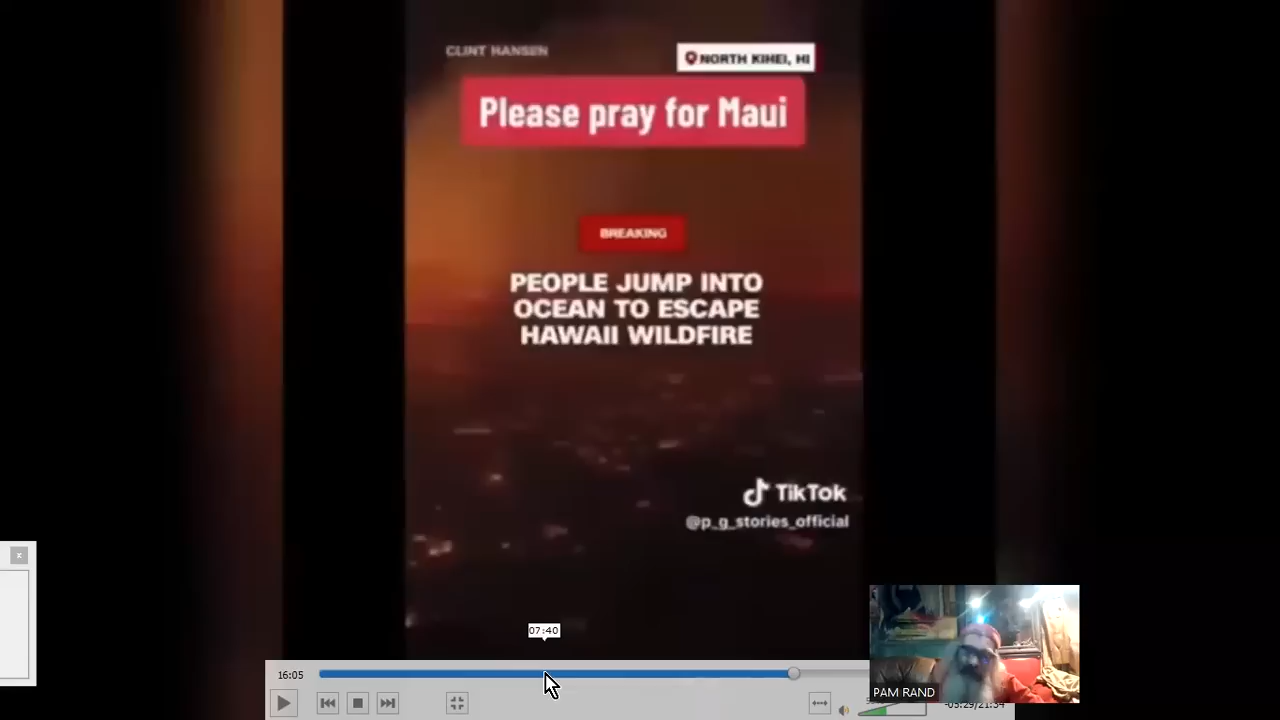 CLINT HANSEN
NORTH KIHEI, HI
Please pray for Maui
BREAKING
PEOPLE JUMP INTO
OCEAN TO ESCAPE
HAWAII WILDFIRE
TikTok
@p_g_stories_official
07:40
16:05
PAM RAND